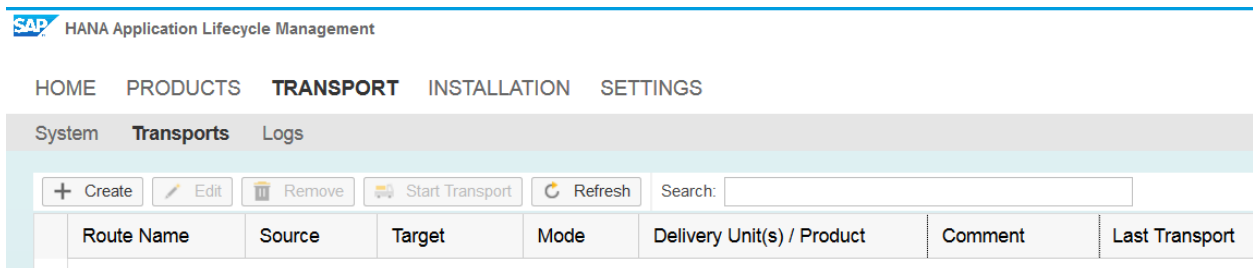 SAP HANA Application Lifecycle Management
HOME PRODUCTS TRANSPORT INSTALLATION SETTINGS
System Transports Logs
Create Edit Remove Start Transport Refresh Search:
Route Name Source Target Mode Delivery Unit(s) / Product Comment Last Transport